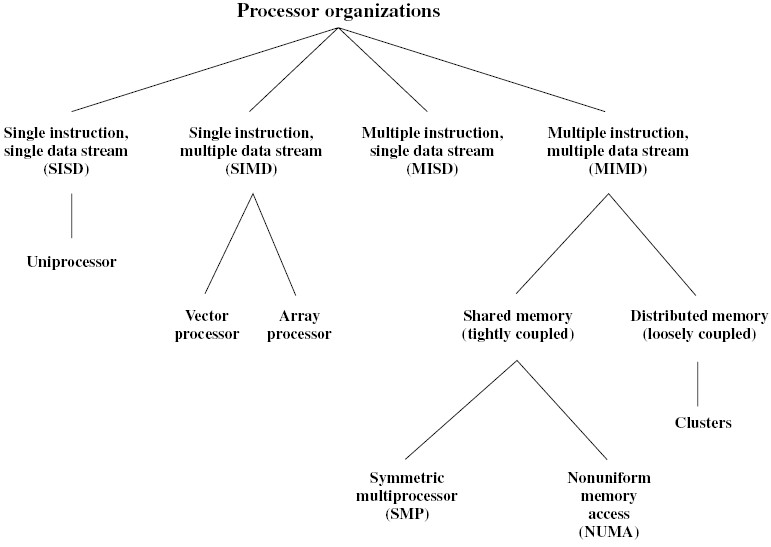 Processor organizations
Single instruction,
single data stream
(SISD)
Single instruction,
multiple data stream
(SIMD)
Multiple instruction,
single data stream
(MISD)
Multiple instruction,
multiple data stream
(MIMD)
Uniprocessor
Vector
processor
Array
processor
Shared memory
(tightly coupled)
Distributed memory
(loosely coupled)
Clusters
Symmetric
multiprocessor
(SMP)
Nonuniform
memory
access
(NUMA)